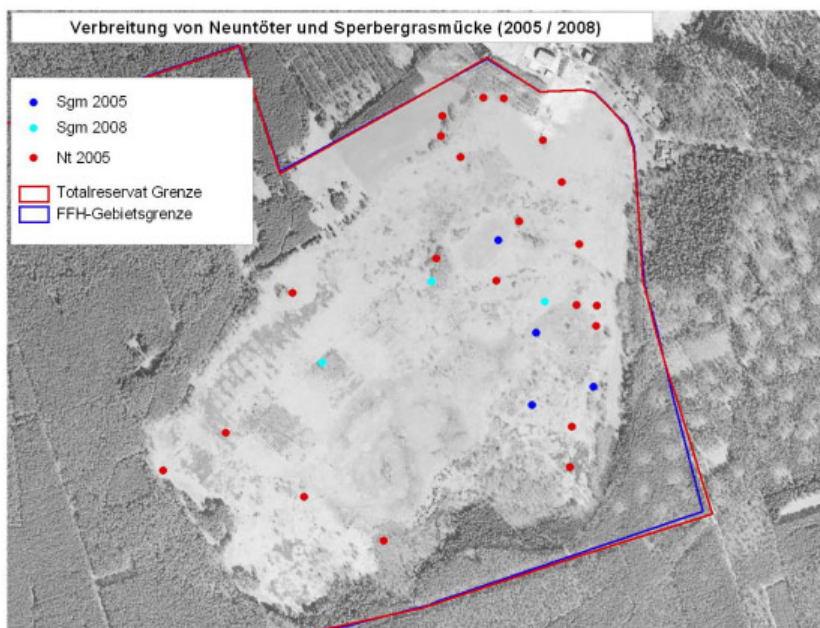 Verbreitung von Neuntöter und Sperbergrasmücke (2005 / 2008)
Sgm 2005
Sgm 2008
Nt 2005
Totalreservat Grenze
FFH-Gebietsgrenze